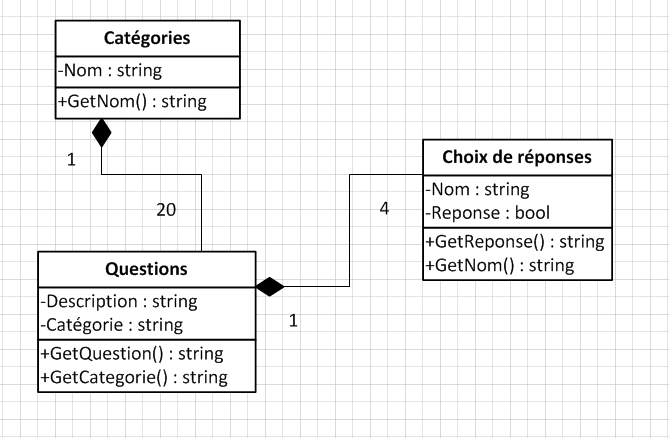 Catégories
-Nom : string
+GetNom() : string
1
20
Choix de réponses
-Nom : string
-Reponse : bool
+GetReponse() : string
+GetNom() : string
4
Questions
-Description : string
-Catégorie : string
+GetQuestion() : string
+GetCategorie() : string
1